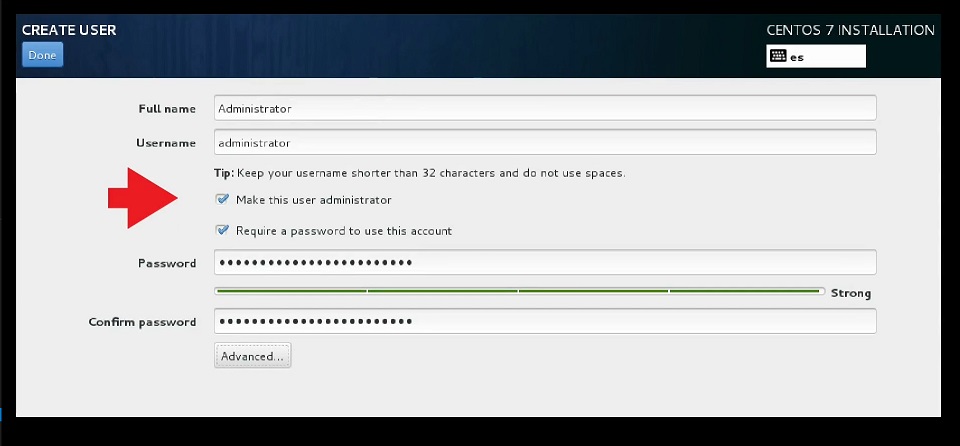 CREATE USER
CENTOS 7 INSTALLATION
Done
es
Full name
Administrator
Username
administrator
Tip: Keep your username shorter than 32 characters and do not use spaces.
Make this user administrator
Require a password to use this account
Password
••••••••••••••••••••••••
Strong
Confirm password
••••••••••••••••••••••••
Advanced...